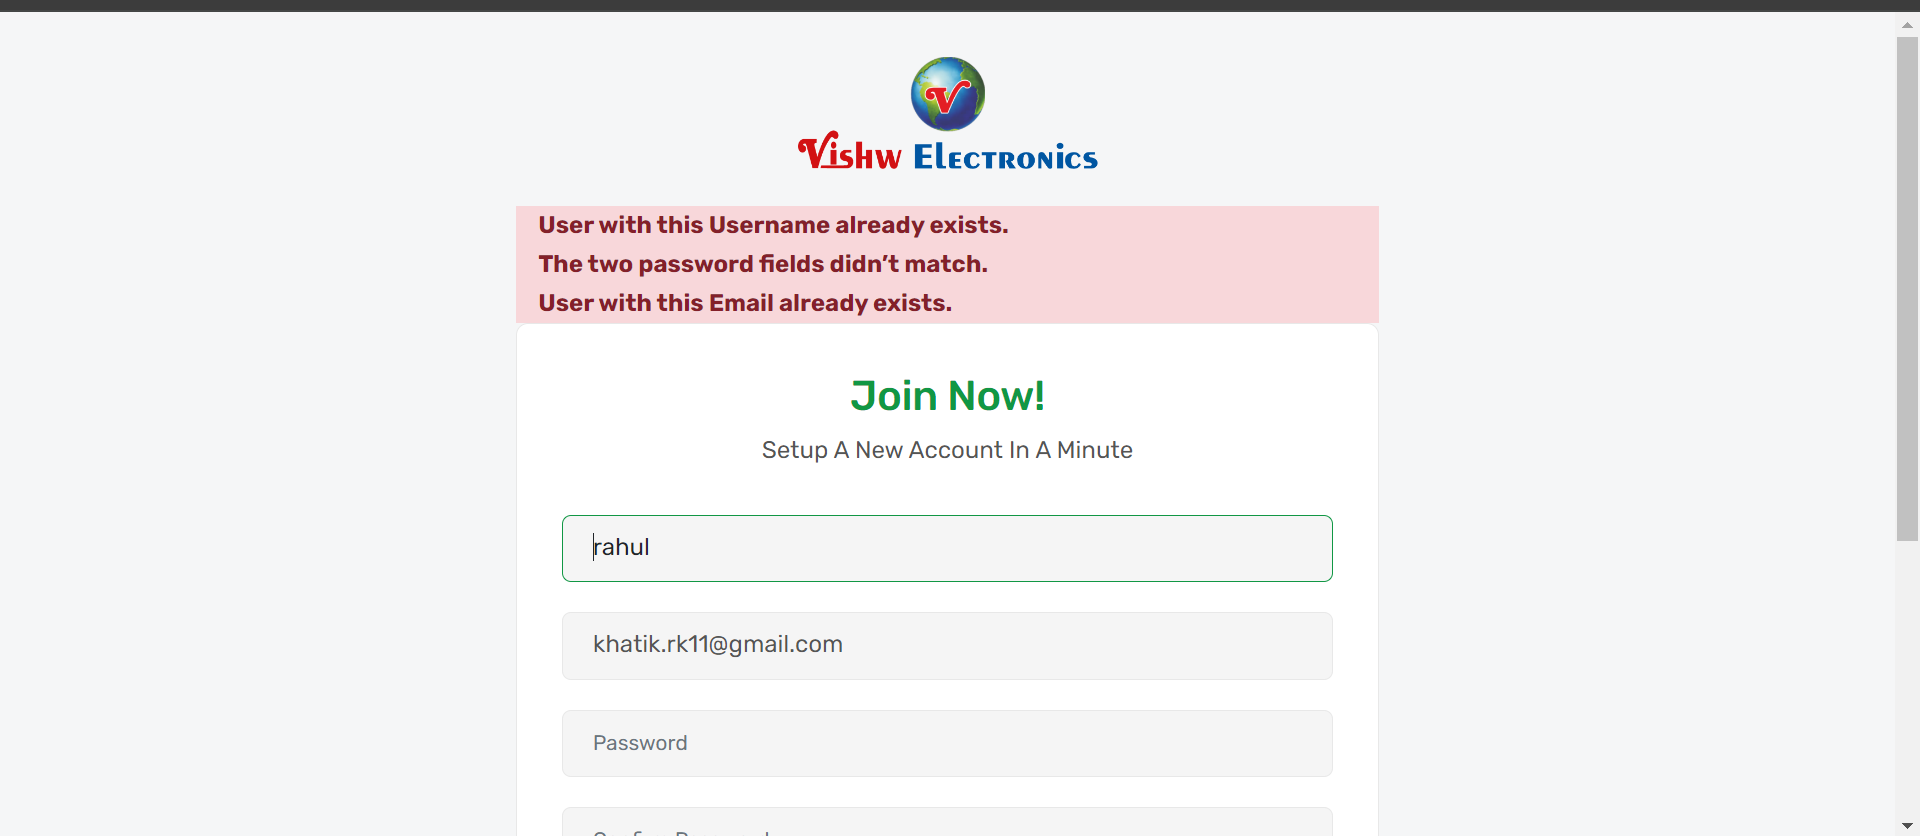 V
Vishw Electronics
User with this Username already exists.
The two password fields didn’t match.
User with this Email already exists.
Join Now!
Setup A New Account In A Minute
rahul
khatik.rk11@gmail.com
Password